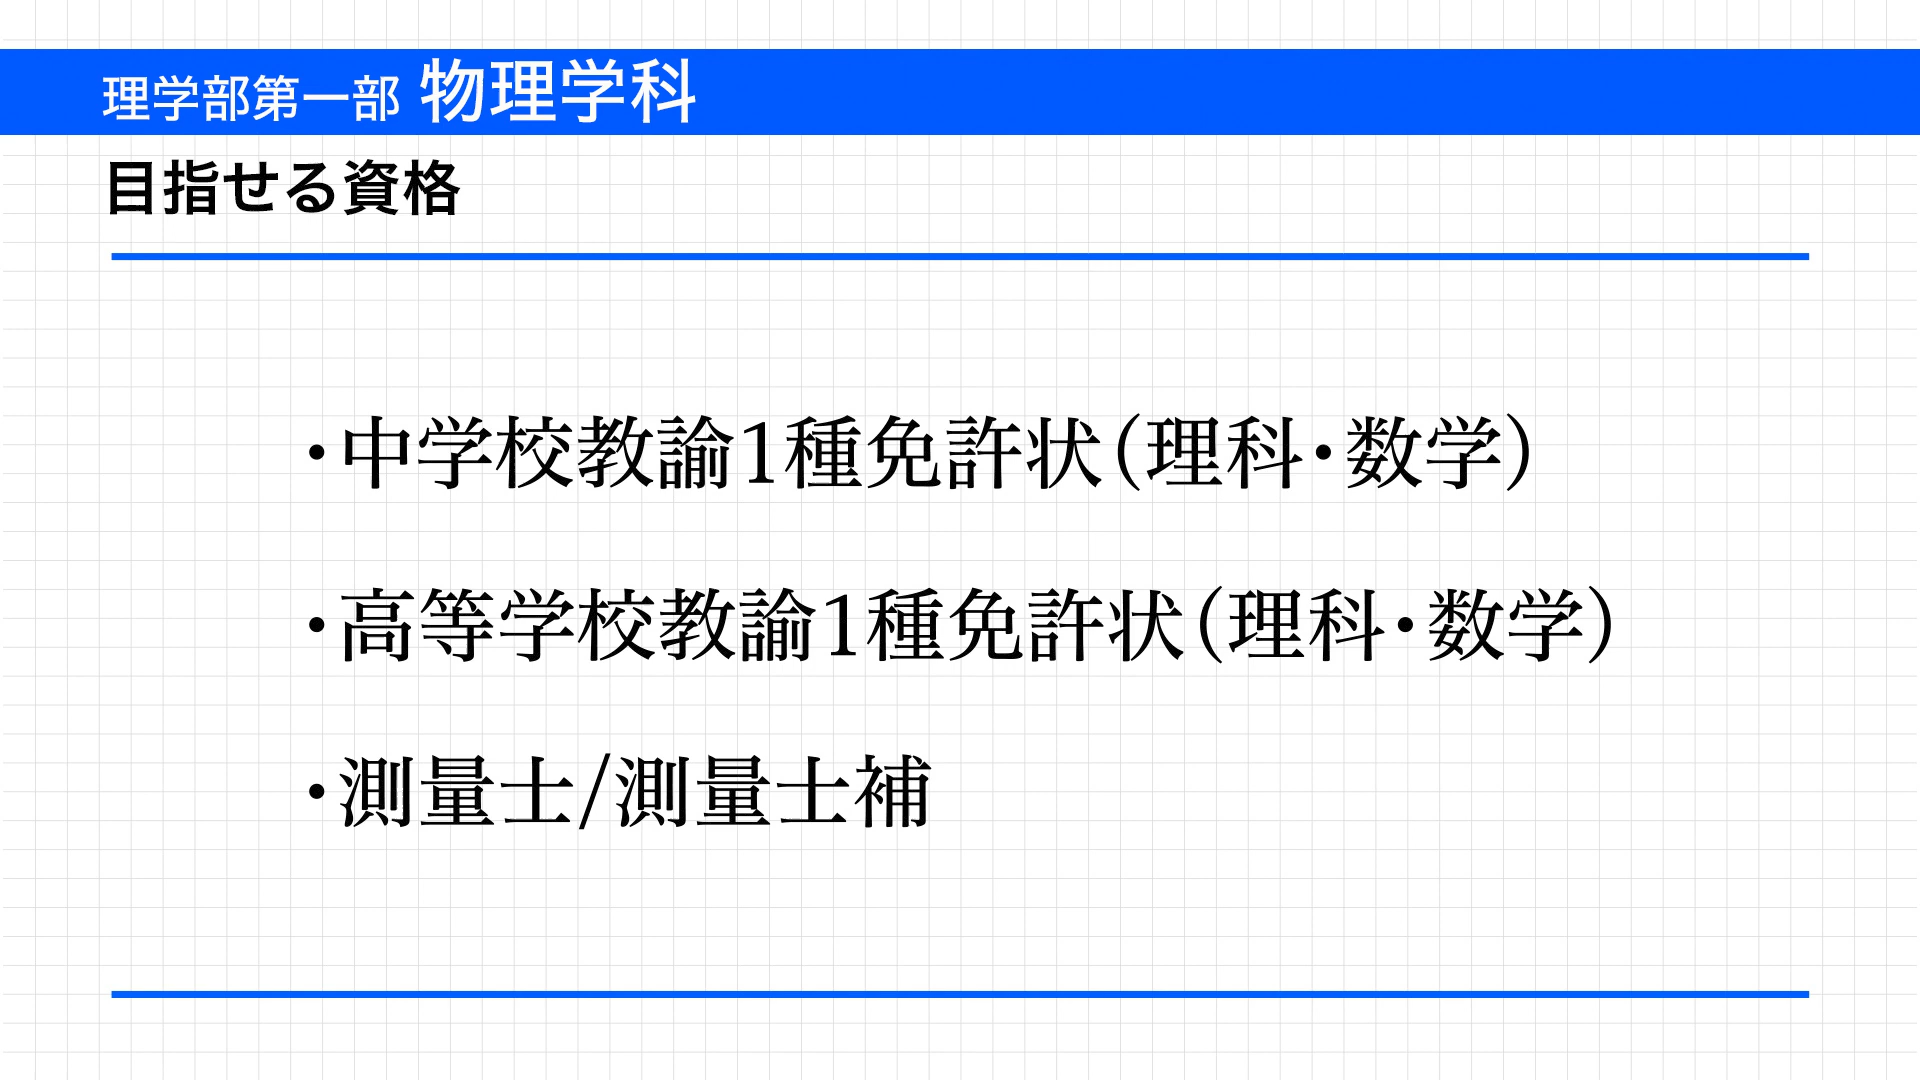 理学部第一部 物理学科
目指せる資格
・中学校教諭1種免許状(理科・数学)
・高等学校教諭1種免許状(理科・数学)
・測量士/測量士補